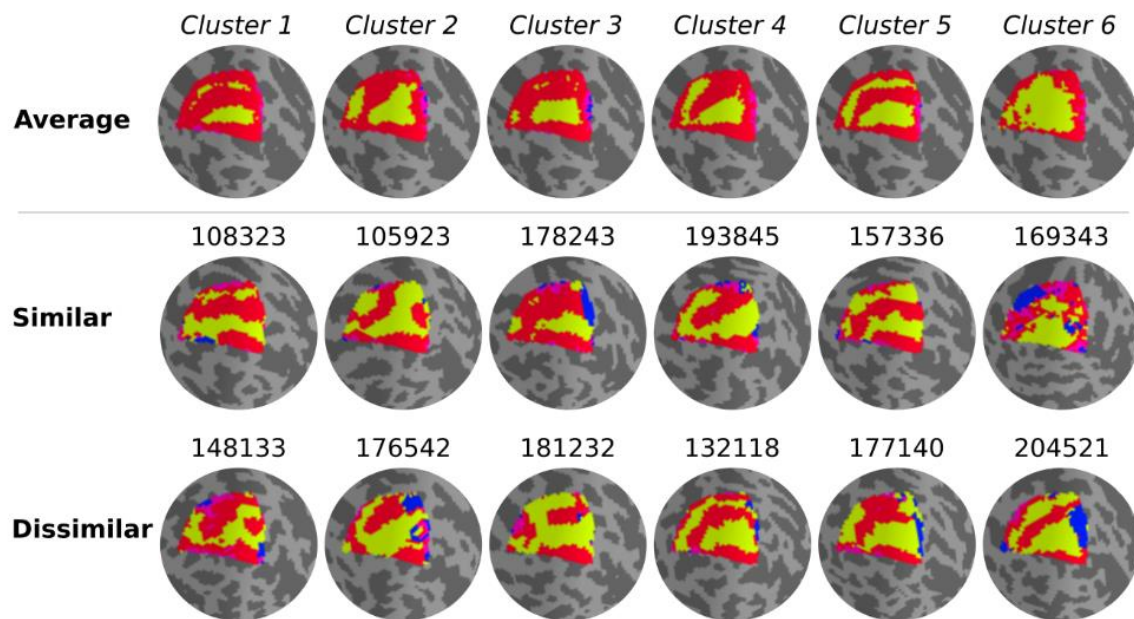 Cluster 1 Cluster 2 Cluster 3 Cluster 4 Cluster 5 Cluster 6
Average
108323 105923 178243 193845 157336 169343
Similar
148133 176542 181232 132118 177140 204521
Dissimilar